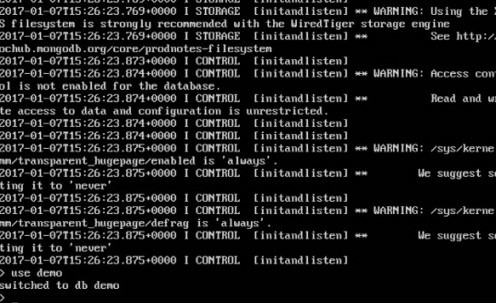 2017-01-07T15:26:23.769+0000 I STORAGE  [initandlisten] ** WARNING: Using the
S filesystem is strongly recommended with the WiredTiger storage engine
2017-01-07T15:26:23.769+0000 I STORAGE  [initandlisten] **          See http:/
ochub.mongodb.org/core/prodnotes-filesystem
2017-01-07T15:26:23.873+0000 I CONTROL  [initandlisten]
2017-01-07T15:26:23.874+0000 I CONTROL  [initandlisten] ** WARNING: Access con
ol is not enabled for the database.
2017-01-07T15:26:23.874+0000 I CONTROL  [initandlisten] **          Read and w
te access to data and configuration is unrestricted.
2017-01-07T15:26:23.874+0000 I CONTROL  [initandlisten]
2017-01-07T15:26:23.874+0000 I CONTROL  [initandlisten]
2017-01-07T15:26:23.875+0000 I CONTROL  [initandlisten] ** WARNING: /sys/kerne
mm/transparent_hugepage/enabled is 'always'.
2017-01-07T15:26:23.875+0000 I CONTROL  [initandlisten] **        We suggest s
ting it to 'never'
2017-01-07T15:26:23.875+0000 I CONTROL  [initandlisten]
2017-01-07T15:26:23.875+0000 I CONTROL  [initandlisten] ** WARNING: /sys/kerne
mm/transparent_hugepage/defrag is 'always'.
2017-01-07T15:26:23.875+0000 I CONTROL  [initandlisten] **        We suggest s
ting it to 'never'
2017-01-07T15:26:23.875+0000 I CONTROL  [initandlisten]
> use demo
switched to db demo
>